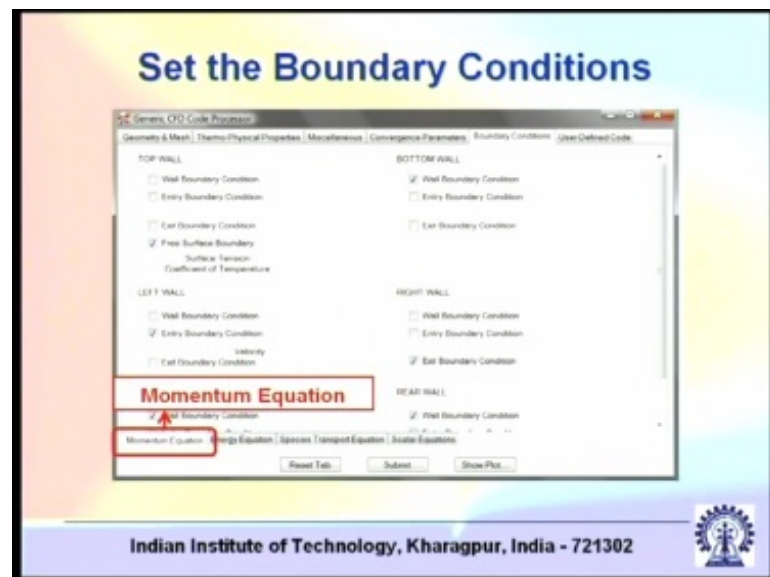 Set the Boundary Conditions
Generic CFD Code Processor
Geometry & Mesh Thermo-Physical Properties Miscellaneous Convergence Parameters Boundary Conditions User Defined Code
TOP WALL
Wall Boundary Condition
Entry Boundary Condition
Exit Boundary Condition
Free Surface Boundary
Surface Tension
Coefficient of Temperature
BOTTOM WALL
Wall Boundary Condition
Entry Boundary Condition
Exit Boundary Condition
LEFT WALL
Wall Boundary Condition
Entry Boundary Condition
Velocity
Exit Boundary Condition
RIGHT WALL
Wall Boundary Condition
Entry Boundary Condition
Exit Boundary Condition
Momentum Equation
REAR WALL
Wall Boundary Condition
Wall Boundary Condition
Momentum Equation Energy Equation Species Transport Equation Scalar Equations
Reset Tab Submit ... Show Plot...
Indian Institute of Technology, Kharagpur, India - 721302